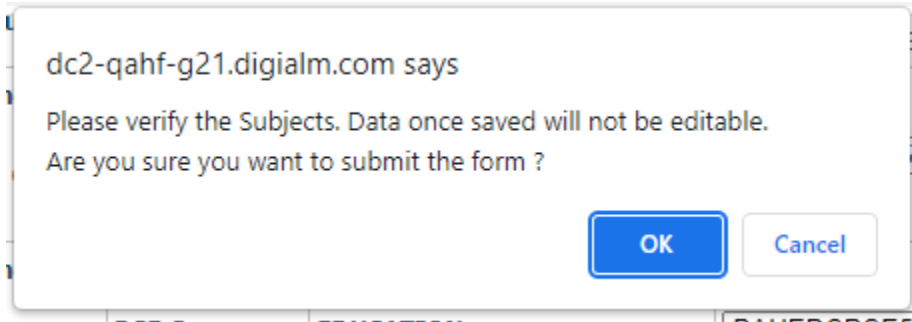 dc2-qahf-g21.digialm.com says
Please verify the Subjects. Data once saved will not be editable.
Are you sure you want to submit the form ?
OK
Cancel